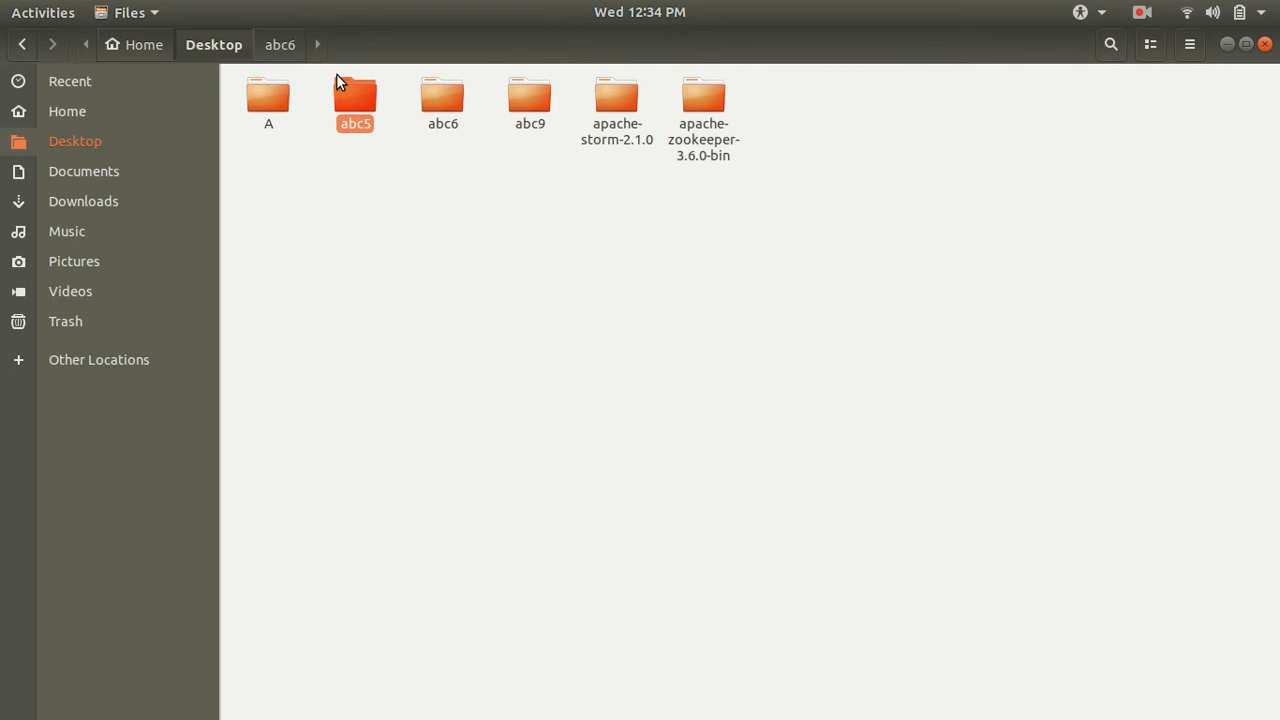 Activities Files Wed 12:34 PM
Home Desktop abc6
Recent
Home
Desktop
Documents
Downloads
Music
Pictures
Videos
Trash
Other Locations
A abc5 abc6 abc9 apache- apache-
storm-2.1.0 zookeeper-
3.6.0-bin